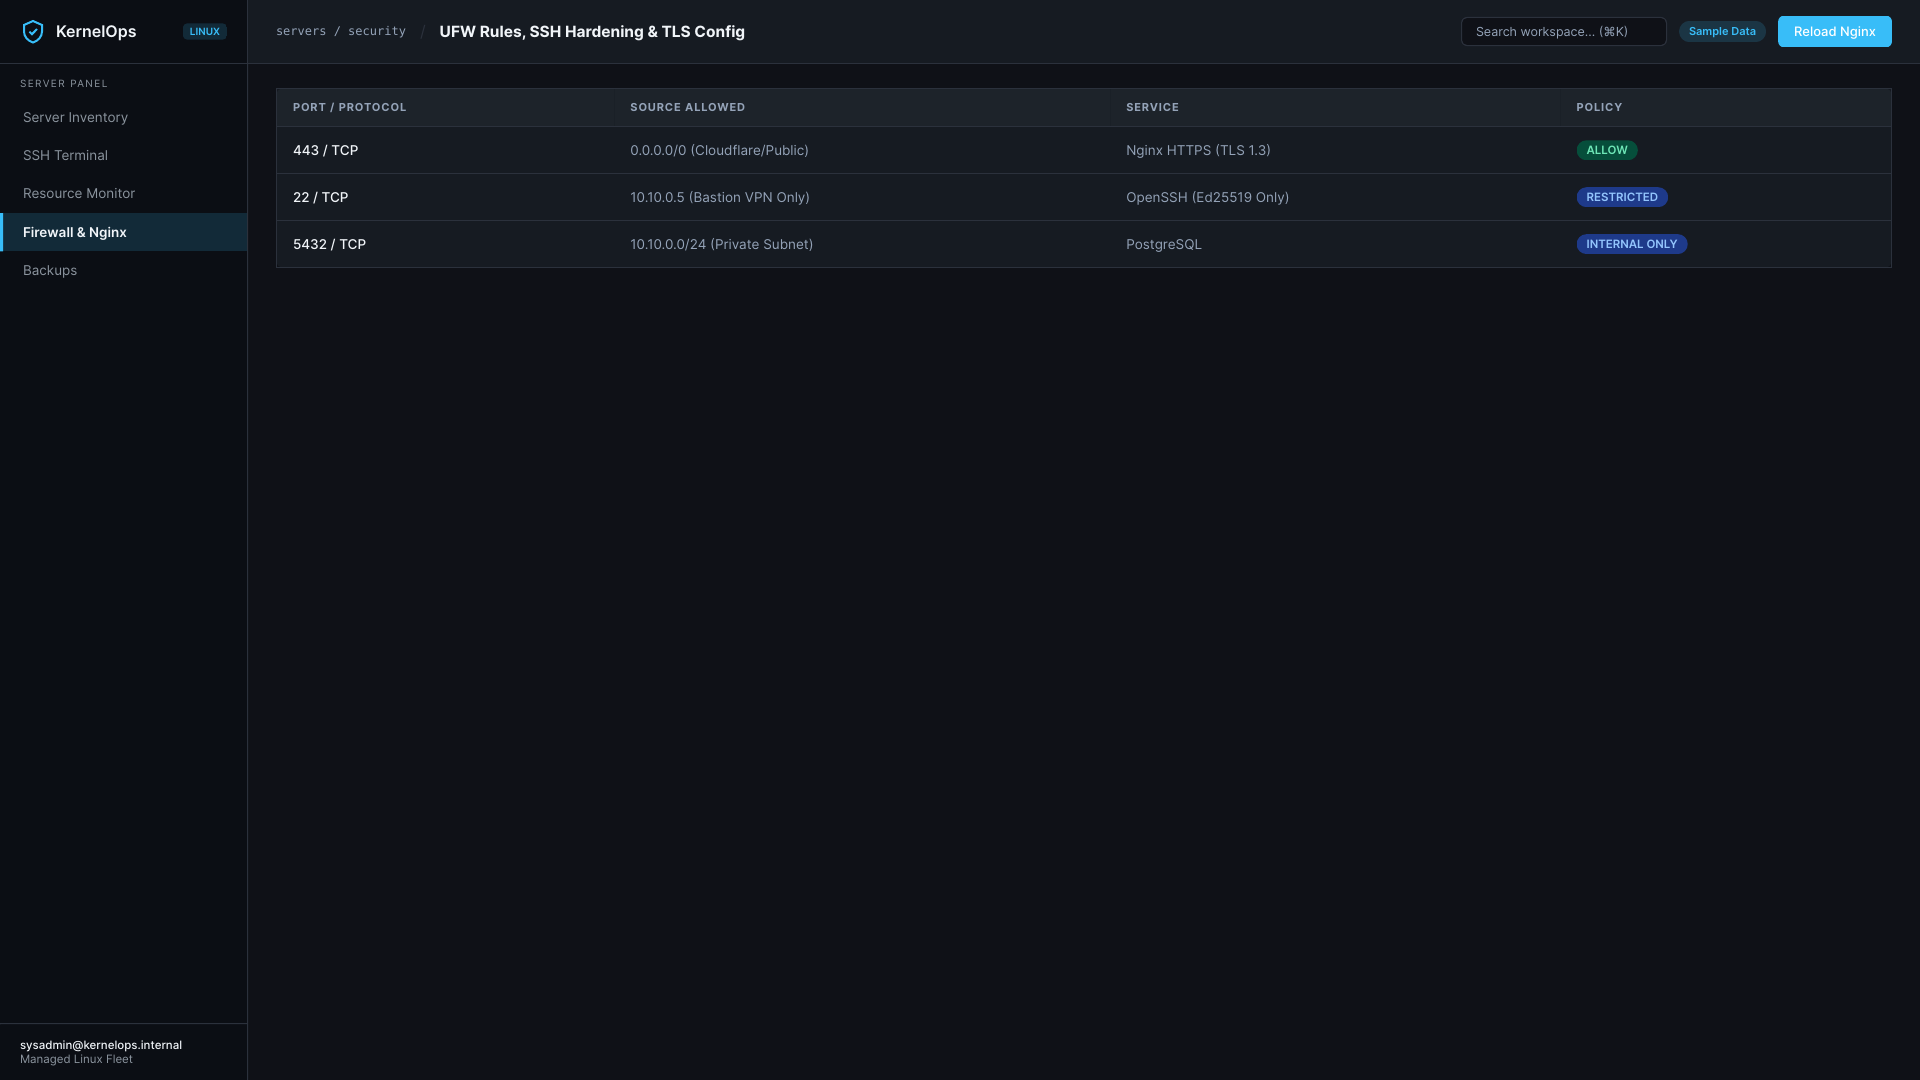 KernelOps LINUX
SERVER PANEL
Server Inventory
SSH Terminal
Resource Monitor
Firewall & Nginx
Backups
sysadmin@kernelops.internal
Managed Linux Fleet
servers / security / UFW Rules, SSH Hardening & TLS Config
Search workspace... (⌘K) Sample Data Reload Nginx
PORT / PROTOCOL SOURCE ALLOWED SERVICE POLICY
443 / TCP 0.0.0.0/0 (Cloudflare/Public) Nginx HTTPS (TLS 1.3) ALLOW
22 / TCP 10.10.0.5 (Bastion VPN Only) OpenSSH (Ed25519 Only) RESTRICTED
5432 / TCP 10.10.0.0/24 (Private Subnet) PostgreSQL INTERNAL ONLY